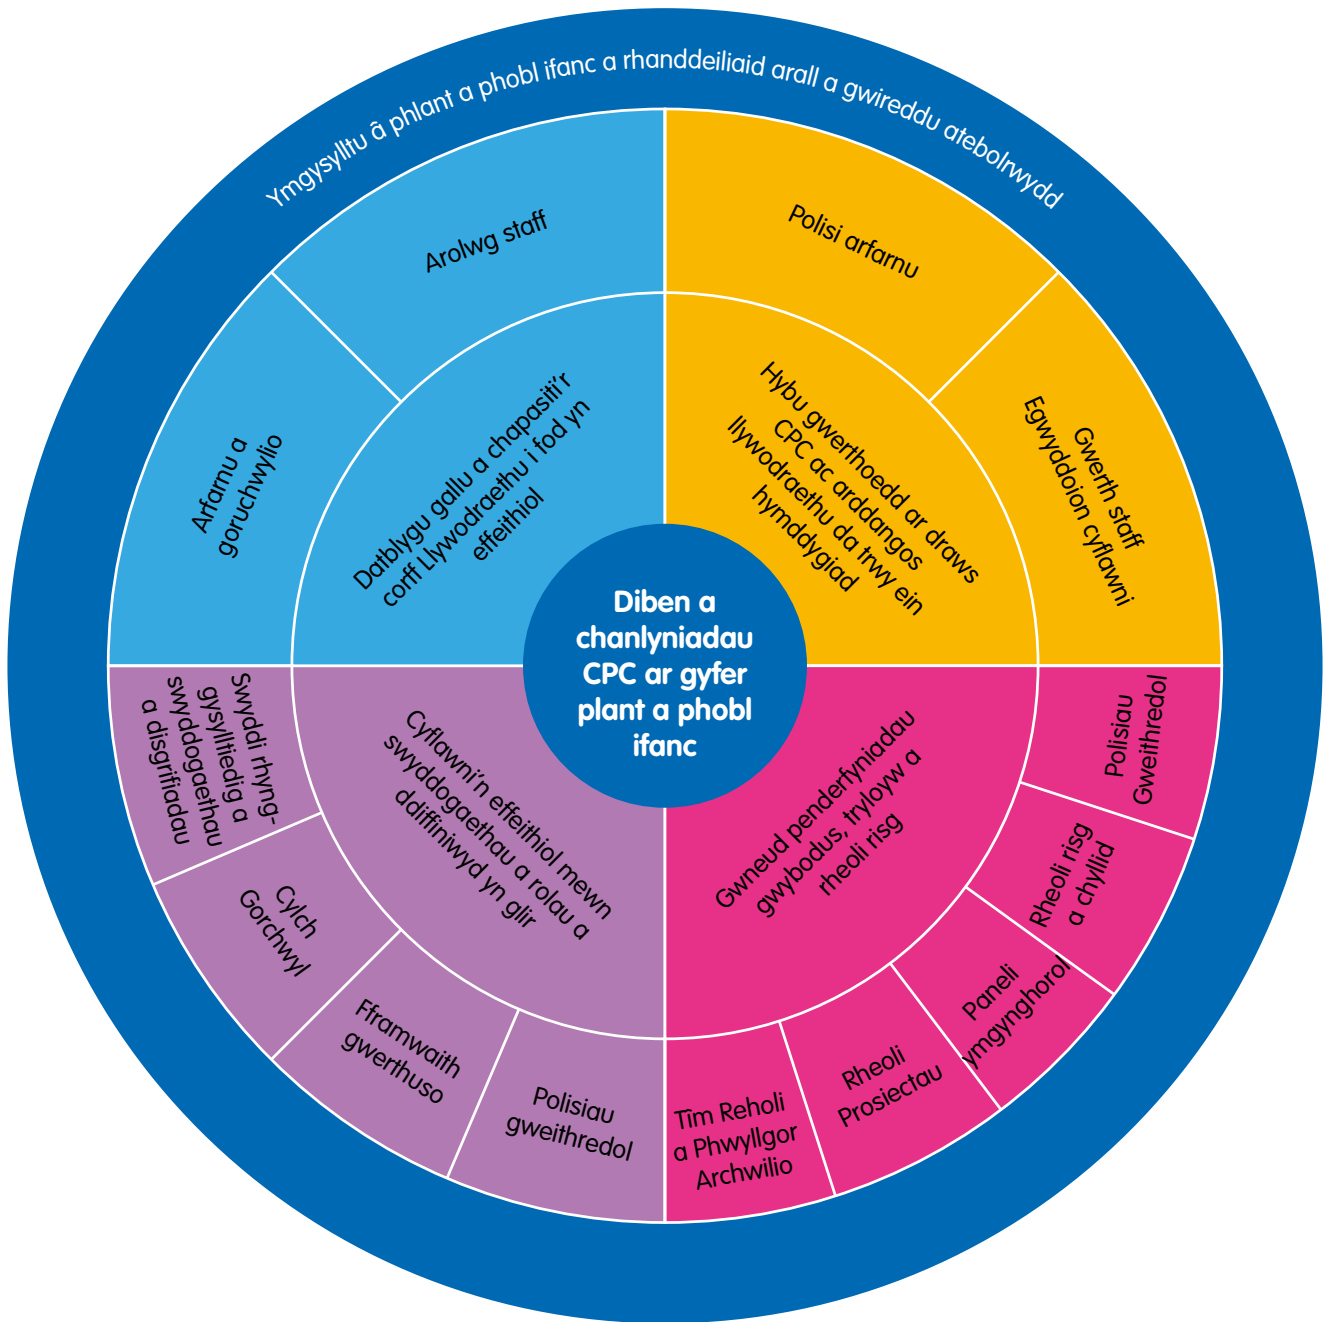 Ymgysylltu â phlant a phobl ifanc a rhanddeiliaid arall a gwireddu atebolrwydd
Arolwg staff
Arfarnu a
goruchwylio
Datblygu gallu a chapasiti’r
corff Llywodraethu i fod yn
effeithiol
Polisi arfarnu
Gwerth staff
Egwyddoion cyflawni
Hybu gwerthoedd ar draws
CPC ac arddangos
llywodraethu da trwy ein
hymddygiad
Diben a
chanlyniadau
CPC ar gyfer
plant a phobl
ifanc
Swyddi rhyng-
gysylltiedig a
swyddogaethau
a disgrifiadau
Cylch
Gorchwyl
Fframwaith
gwerthuso
Polisiau
gweithredol
Cyflawni’n effeithiol mewn
swyddogaethau a rolau a
ddiffiniwyd yn glir
Gwneud penderfyniadau
gwybodus, tryloyw a
rheoli risg
Polisiau
Gweithredol
Rheoli risg
a chyllid
Paneli
ymgynghorol
Rheoli
Prosiectau
Tîm Reholi
a Phwyllgor
Archwilio